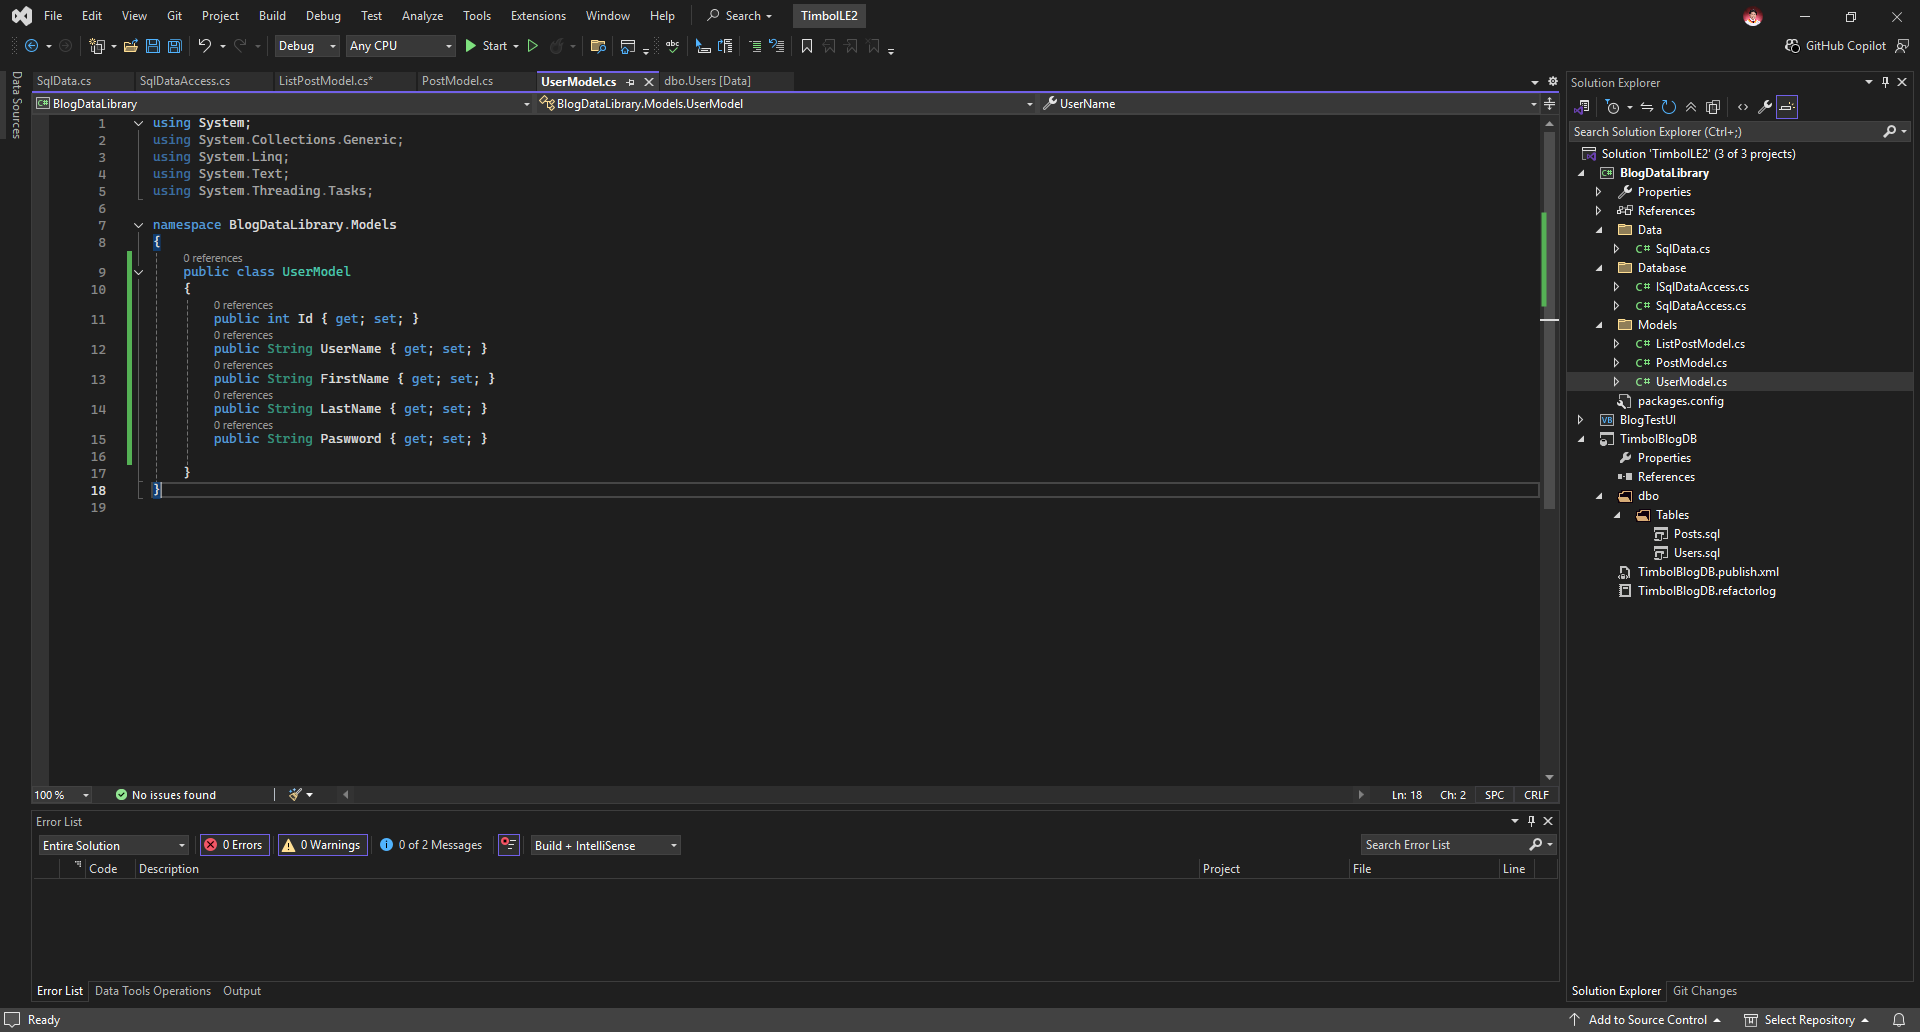 File Edit View Git Project Build Debug Test Analyze Tools Extensions Window Help Search TimbolLE2
Debug Any CPU Start abc GitHub Copilot
Data Sources
SqlData.cs SqlDataAccess.cs ListPostModel.cs* PostModel.cs UserModel.cs dbo.Users [Data]
C# BlogDataLibrary BlogDataLibrary.Models.UserModel UserName
1 using System;
2 using System.Collections.Generic;
3 using System.Linq;
4 using System.Text;
5 using System.Threading.Tasks;
6
7 namespace BlogDataLibrary.Models
8 {
0 references
9 public class UserModel
10 {
0 references
11 public int Id { get; set; }
0 references
12 public String UserName { get; set; }
0 references
13 public String FirstName { get; set; }
0 references
14 public String LastName { get; set; }
0 references
15 public String Paswword { get; set; }
16
17 }
18 }
19
100 % No issues found Ln: 18 Ch: 2 SPC CRLF
Error List
Entire Solution 0 Errors 0 Warnings 0 of 2 Messages Build + IntelliSense Search Error List
Code Description Project File Line
Error List Data Tools Operations Output
Solution Explorer
Search Solution Explorer (Ctrl+;)
Solution 'TimbolLE2' (3 of 3 projects)
C# BlogDataLibrary
Properties
References
Data
C# SqlData.cs
Database
C# ISqlDataAccess.cs
C# SqlDataAccess.cs
Models
C# ListPostModel.cs
C# PostModel.cs
C# UserModel.cs
packages.config
VB BlogTestUI
TimbolBlogDB
Properties
References
dbo
Tables
Posts.sql
Users.sql
TimbolBlogDB.publish.xml
TimbolBlogDB.refactorlog
Solution Explorer Git Changes
Ready Add to Source Control Select Repository